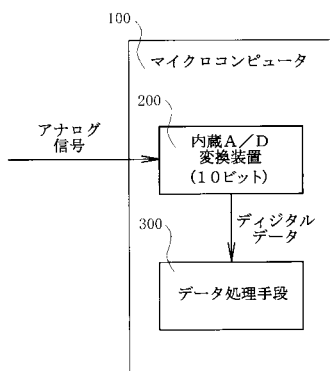 100
マイクロコンピュータ
アナログ
信号
200
内蔵A／D
変換装置
(10ビット)
ディジタル
データ
300
データ処理手段